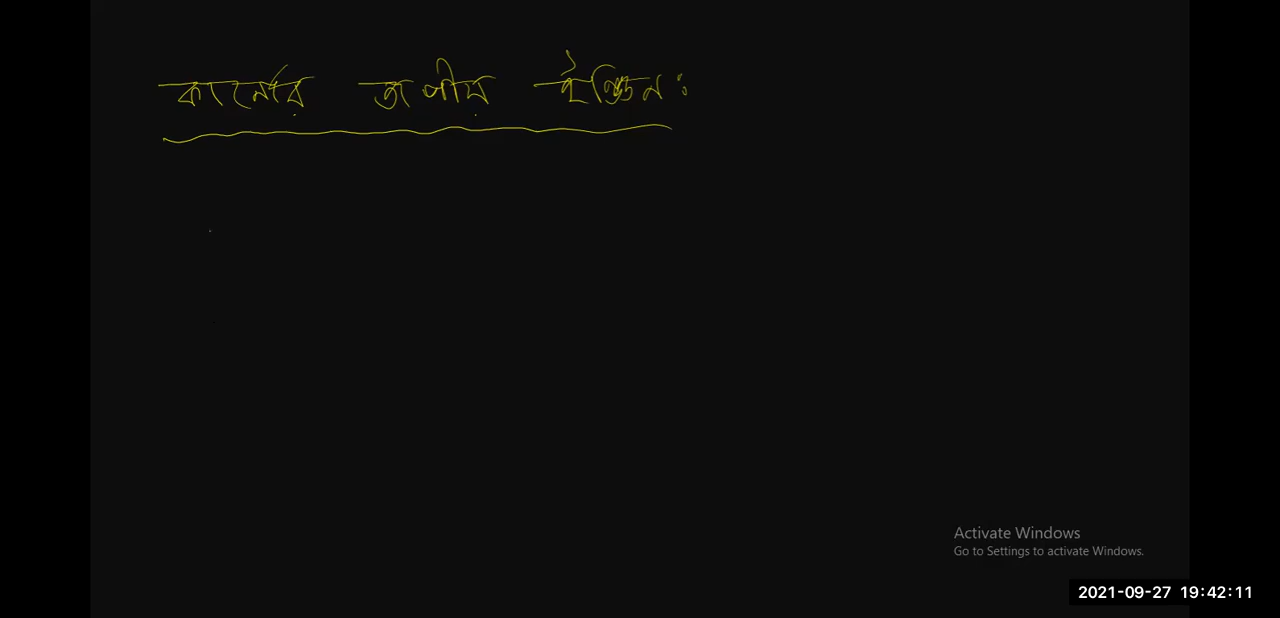 কার্নোর তাপীয় ইঞ্জিন :
Activate Windows
Go to Settings to activate Windows.
2021-09-27 19:42:11